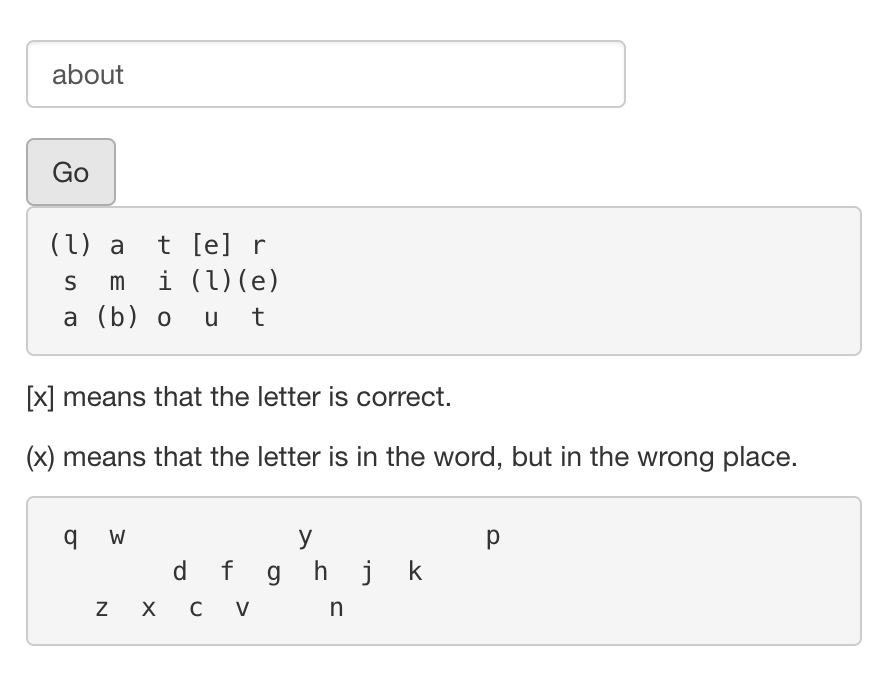 about
Go
(l) a  t [e] r
 s  m  i (l)(e)
 a (b) o  u  t
[x] means that the letter is correct.
(x) means that the letter is in the word, but in the wrong place.
q  w           y           p
       d  f  g  h  j  k
  z  x  c  v     n